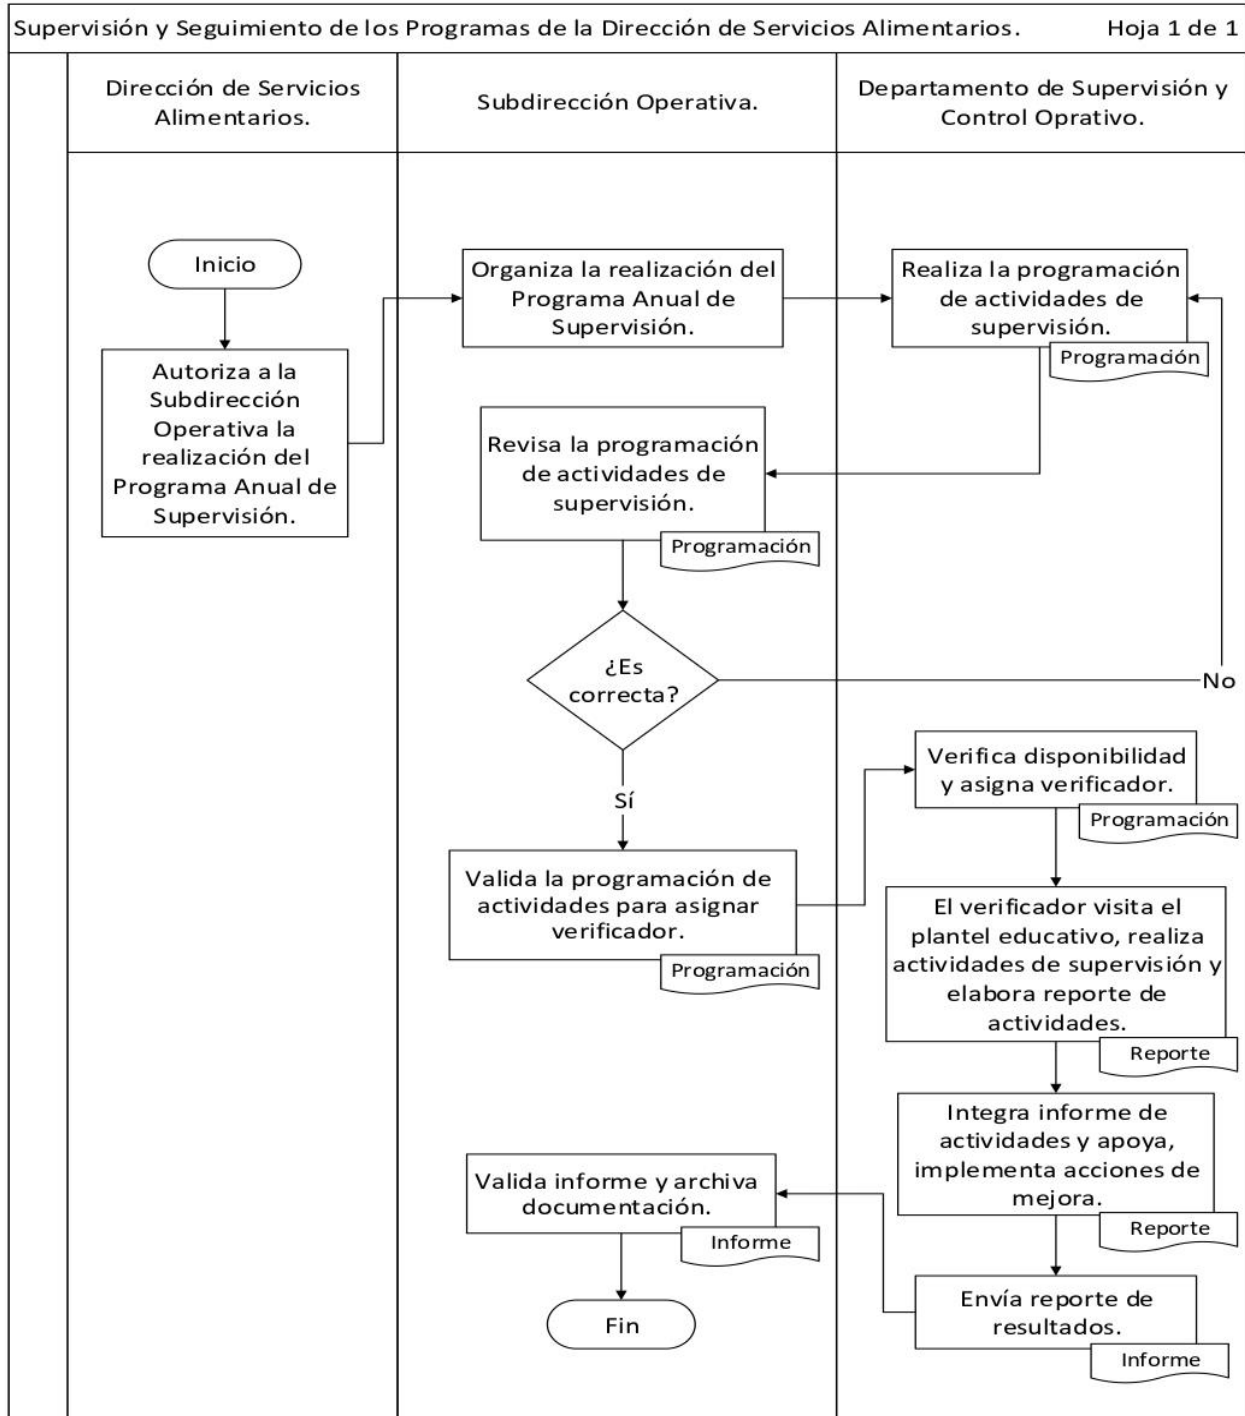 Supervisión y Seguimiento de los Programas de la Dirección de Servicios Alimentarios. Hoja 1 de 1
Dirección de Servicios
Alimentarios.
Subdirección Operativa.
Departamento de Supervisión y
Control Oprativo.
Inicio
Autoriza a la
Subdirección
Operativa la
realización del
Programa Anual de
Supervisión.
Organiza la realización del
Programa Anual de
Supervisión.
Realiza la programación
de actividades de
supervisión.
Programación
Revisa la programación
de actividades de
supervisión.
Programación
¿Es
correcta?
No
Sí
Valida la programación de
actividades para asignar
verificador.
Programación
Verifica disponibilidad
y asigna verificador.
Programación
El verificador visita el
plantel educativo, realiza
actividades de supervisión y
elabora reporte de
actividades.
Reporte
Integra informe de
actividades y apoya,
implementa acciones de
mejora.
Reporte
Envía reporte de
resultados.
Informe
Valida informe y archiva
documentación.
Informe
Fin